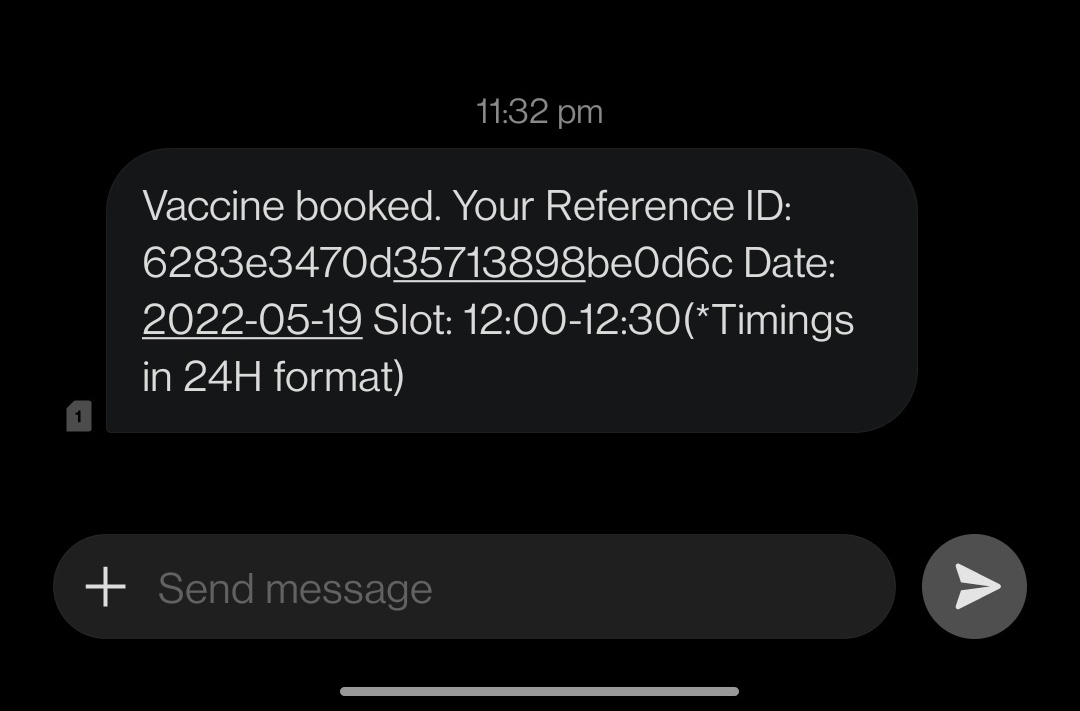 11:32 pm
Vaccine booked. Your Reference ID:
6283e3470d35713898be0d6c Date:
2022-05-19 Slot: 12:00-12:30(*Timings
in 24H format)
1
Send message